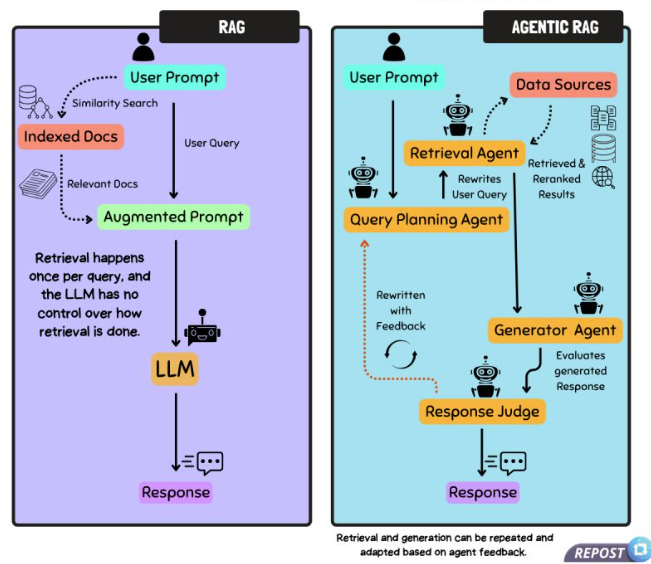 RAG
User Prompt
Similarity Search
Indexed Docs
User Query
Relevant Docs
Augmented Prompt
Retrieval happens
once per query, and
the LLM has no
control over how
retrieval is done.
LLM
Response
AGENTIC RAG
User Prompt
Data Sources
Retrieval Agent
Retrieved &
Reranked
Results
Rewrites
User Query
Query Planning Agent
Rewritten
with
Feedback
Generator Agent
Evaluates
generated
Response
Response Judge
Response
Retrieval and generation can be repeated and
adapted based on agent feedback.
REPOST